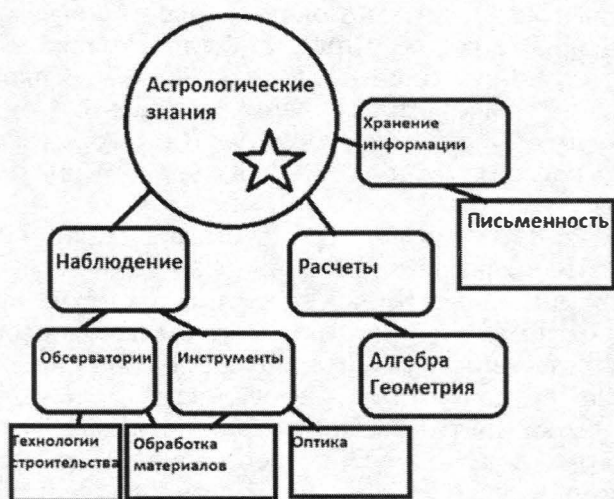 Астрологические
знания
Хранение
информации
Письменность
Наблюдение
Расчеты
Обсерватории
Инструменты
Алгебра
Геометрия
Технологии
строительства
Обработка
материалов
Оптика